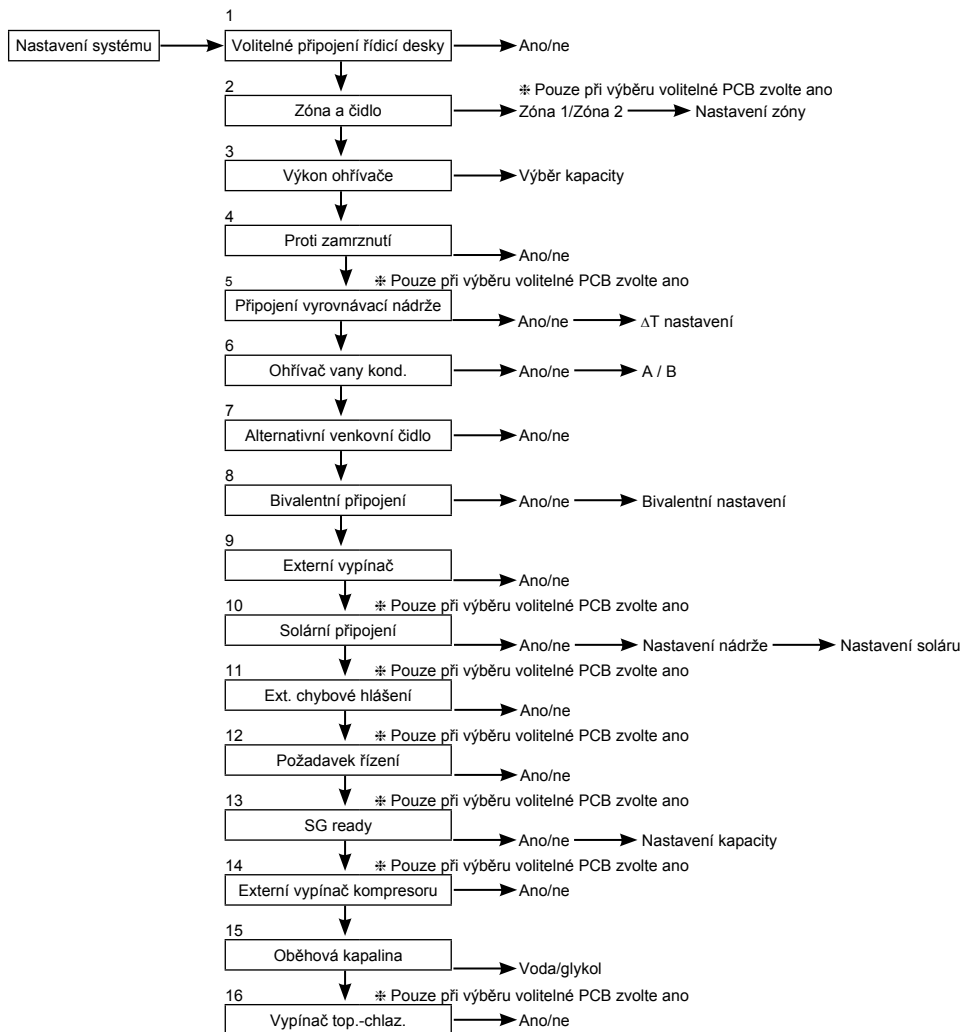 1
Nastavení systému
Volitelné připojení řídicí desky
Ano/ne
2
⁜ Pouze při výběru volitelné PCB zvolte ano
Zóna a čidlo
Zóna 1/Zóna 2
Nastavení zóny
3
Výkon ohřívače
Výběr kapacity
4
Proti zamrznutí
Ano/ne
5
⁜ Pouze při výběru volitelné PCB zvolte ano
Připojení vyrovnávací nádrže
Ano/ne
∆T nastavení
6
Ohřívač vany kond.
Ano/ne
A / B
7
Alternativní venkovní čidlo
Ano/ne
8
Bivalentní připojení
Ano/ne
Bivalentní nastavení
9
Externí vypínač
Ano/ne
10
⁜ Pouze při výběru volitelné PCB zvolte ano
Solární připojení
Ano/ne
Nastavení nádrže
Nastavení soláru
11
⁜ Pouze při výběru volitelné PCB zvolte ano
Ext. chybové hlášení
Ano/ne
12
⁜ Pouze při výběru volitelné PCB zvolte ano
Požadavek řízení
Ano/ne
13
⁜ Pouze při výběru volitelné PCB zvolte ano
SG ready
Ano/ne
Nastavení kapacity
14
⁜ Pouze při výběru volitelné PCB zvolte ano
Externí vypínač kompresoru
Ano/ne
15
Oběhová kapalina
Voda/glykol
16
⁜ Pouze při výběru volitelné PCB zvolte ano
Vypínač top.-chlaz.
Ano/ne